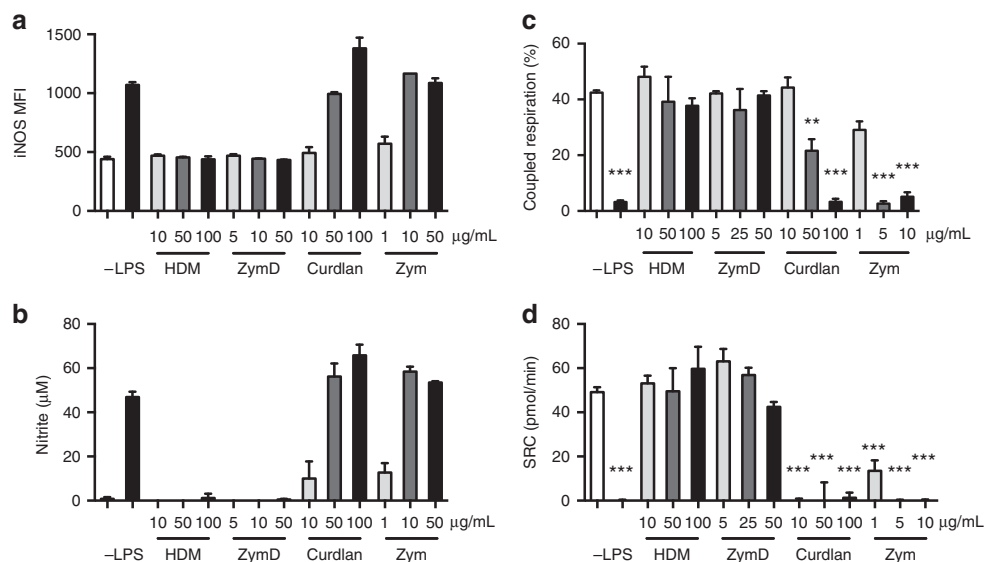 a
iNOS MFI
1500
1000
500
0
10 50 100 5 10 50 10 50 100 1 10 50 μg/mL
–LPS HDM ZymD Curdlan Zym
c
Coupled respiration (%)
60
40
20
0
***
**
***
***
***
10 50 100 5 25 50 10 50 100 1 5 10 μg/mL
–LPS HDM ZymD Curdlan Zym
b
Nitrite (μM)
80
60
40
20
0
10 50 100 5 10 50 10 50 100 1 10 50 μg/mL
–LPS HDM ZymD Curdlan Zym
d
SRC (pmol/min)
80
60
40
20
0
***
***
***
***
***
***
***
10 50 100 5 25 50 10 50 100 1 5 10 μg/mL
–LPS HDM ZymD Curdlan Zym